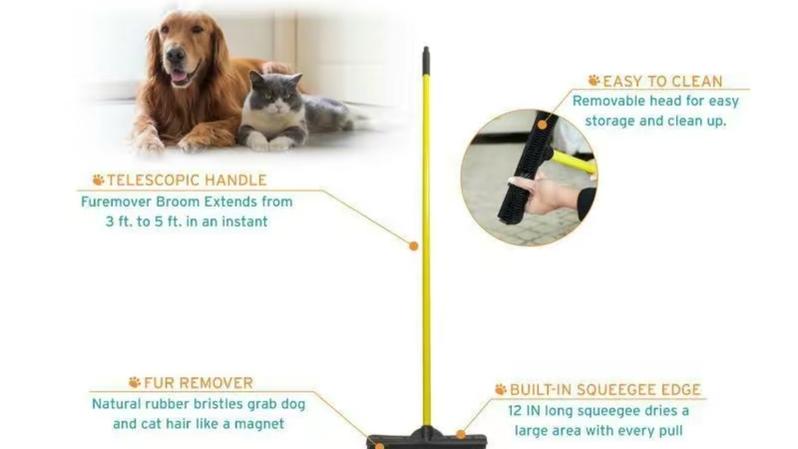 EASY TO CLEAN
Removable head for easy
storage and clean up.
TELESCOPIC HANDLE
Furemover Broom Extends from
3 ft. to 5 ft. in an instant
FUR REMOVER
Natural rubber bristles grab dog
and cat hair like a magnet
BUILT-IN SQUEEGEE EDGE
12 IN long squeegee dries a
large area with every pull